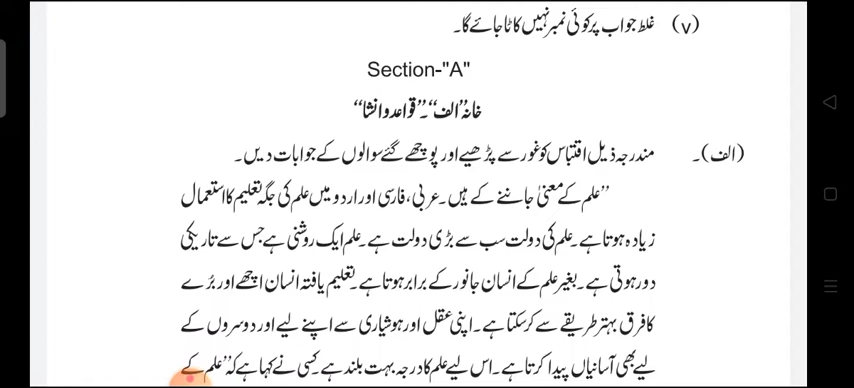 (v) غلط جواب پر کوئی نمبر نہیں کاٹا جائے گا۔
Section-"A"
خانہ "الف"۔ "قواعد و انشا"
(الف)۔ مندرجہ ذیل اقتباس کو غور سے پڑھیے اور پوچھے گئے سوالوں کے جوابات دیں۔
"علم کے معنیٰ جاننے کے ہیں۔ عربی، فارسی اور اردو میں علم کی جگہ تعلیم کا استعمال
زیادہ ہوتا ہے۔ علم کی دولت سب سے بڑی دولت ہے۔ علم ایک روشنی ہے جس سے تاریکی
دور ہوتی ہے۔ بغیر علم کے انسان جانور کے برابر ہوتا ہے۔ تعلیم یافتہ انسان اچھے اور بُرے
کا فرق بہتر طریقے سے کر سکتا ہے۔ اپنی عقل اور ہوشیاری سے اپنے لیے اور دوسروں کے
لیے بھی آسانیاں پیدا کرتا ہے۔ اس لیے علم کا درجہ بہت بلند ہے۔ کسی نے کہا ہے کہ "علم کے